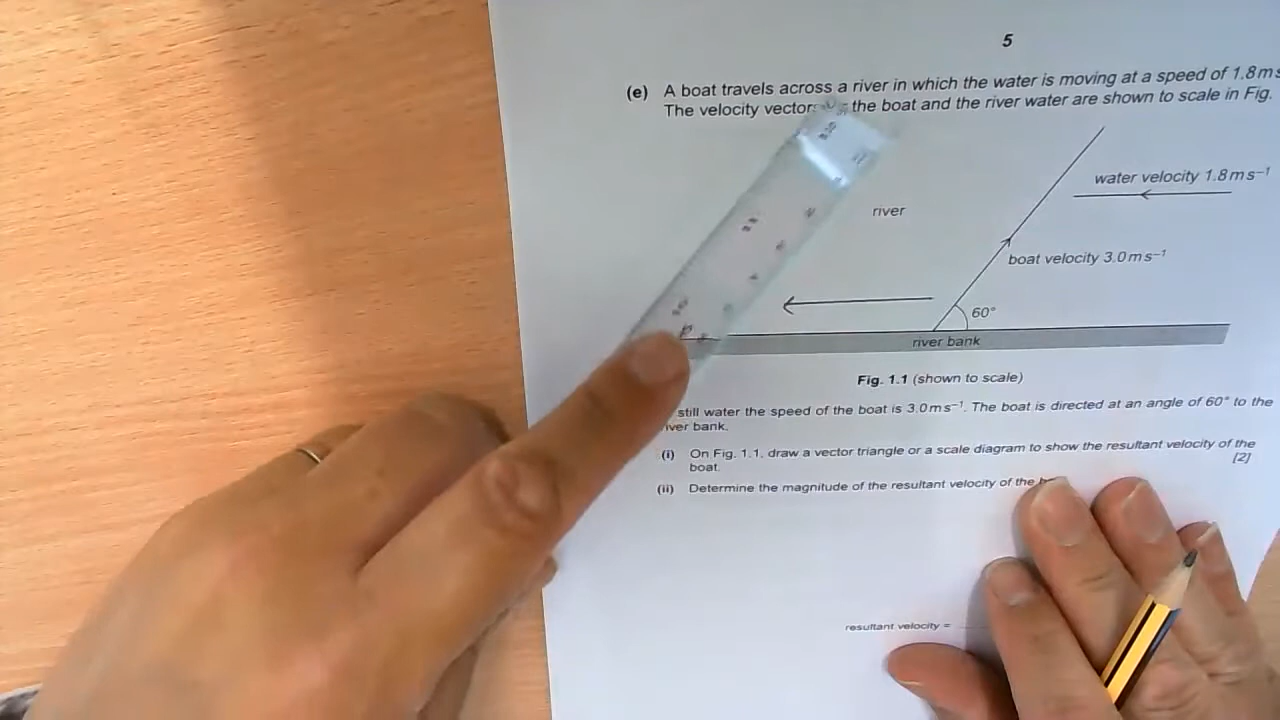 5
(e) A boat travels across a river in which the water is moving at a speed of 1.8m
The velocity vector the boat and the river water are shown to scale in Fig.
water velocity 1.8ms⁻¹
river
boat velocity 3.0ms⁻¹
60°
river bank
Fig. 1.1 (shown to scale)
still water the speed of the boat is 3.0ms⁻¹. The boat is directed at an angle of 60° to the
iver bank.
(i) On Fig. 1.1, draw a vector triangle or a scale diagram to show the resultant velocity of the
boat.
[2]
(ii) Determine the magnitude of the resultant velocity of the
resultant velocity =